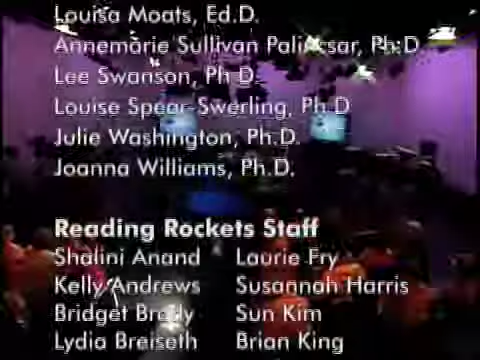 Louisa Moats, Ed.D.
Annemarie Sullivan Palincsar, Ph.D.
Lee Swanson, Ph.D.
Louise Spear-Swerling, Ph.D.
Julie Washington, Ph.D.
Joanna Williams, Ph.D.
Reading Rockets Staff
Shalini Anand Laurie Fry
Kelly Andrews Susannah Harris
Bridget Brady Sun Kim
Lydia Breiseth Brian King